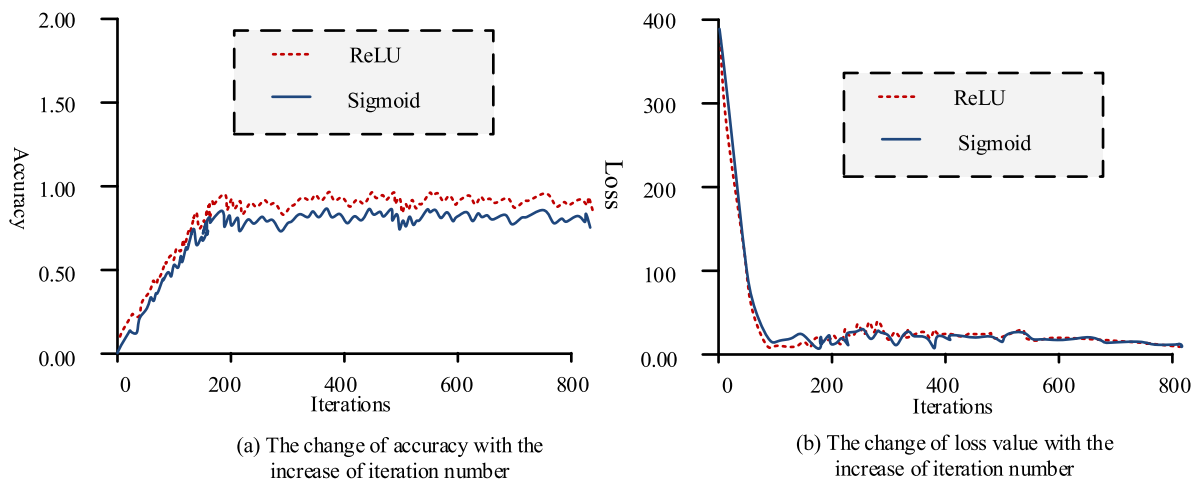 2.00
1.50
1.00
0.50
0.00
Accuracy
ReLU
Sigmoid
0
200
400
600
800
Iterations
(a) The change of accuracy with the
increase of iteration number
400
300
200
100
0.00
Loss
ReLU
Sigmoid
0
200
400
600
800
Iterations
(b) The change of loss value with the
increase of iteration number